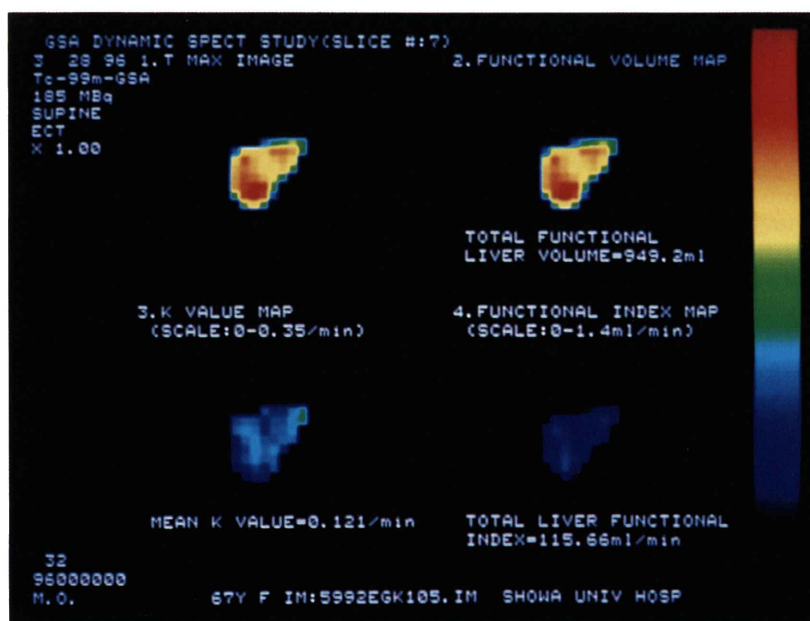 GSA DYNAMIC SPECT STUDY(SLICE #:7)
3 28 96 1.T MAX IMAGE
2.FUNCTIONAL VOLUME MAP
Tc-99m-GSA
185 MBq
SUPINE
ECT
X 1.00
TOTAL FUNCTIONAL
LIVER VOLUME=949.2ml
3.K VALUE MAP
(SCALE:0-0.35/min)
4.FUNCTIONAL INDEX MAP
(SCALE:0-1.4ml/min)
MEAN K VALUE=0.121/min
TOTAL LIVER FUNCTIONAL
INDEX=115.66ml/min
32
96000000
M.O.
67Y F IM:5992EGK105.IM SHOWA UNIV HOSP